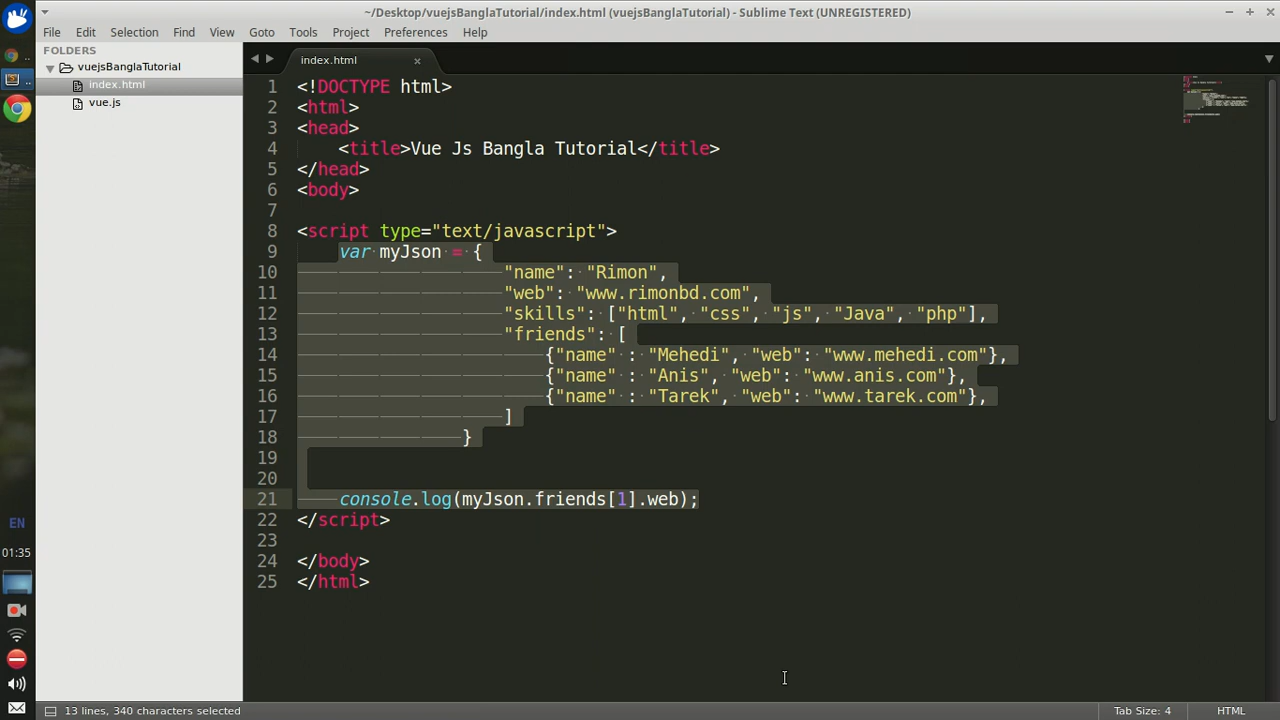 ~/Desktop/vuejsBanglaTutorial/index.html (vuejsBanglaTutorial) - Sublime Text (UNREGISTERED)
File Edit Selection Find View Goto Tools Project Preferences Help
FOLDERS
vuejsBanglaTutorial
index.html
vue.js
index.html
1 <!DOCTYPE html>
2 <html>
3 <head>
4 <title>Vue Js Bangla Tutorial</title>
5 </head>
6 <body>
7
8 <script type="text/javascript">
9 var myJson = {
10 "name": "Rimon",
11 "web": "www.rimonbd.com",
12 "skills": ["html", "css", "js", "Java", "php"],
13 "friends": [
14 {"name" : "Mehedi", "web": "www.mehedi.com"},
15 {"name" : "Anis", "web": "www.anis.com"},
16 {"name" : "Tarek", "web": "www.tarek.com"},
17 ]
18 }
19
20
21 console.log(myJson.friends[1].web);
22 </script>
23
24 </body>
25 </html>
EN
01:35
13 lines, 340 characters selected
Tab Size: 4
HTML